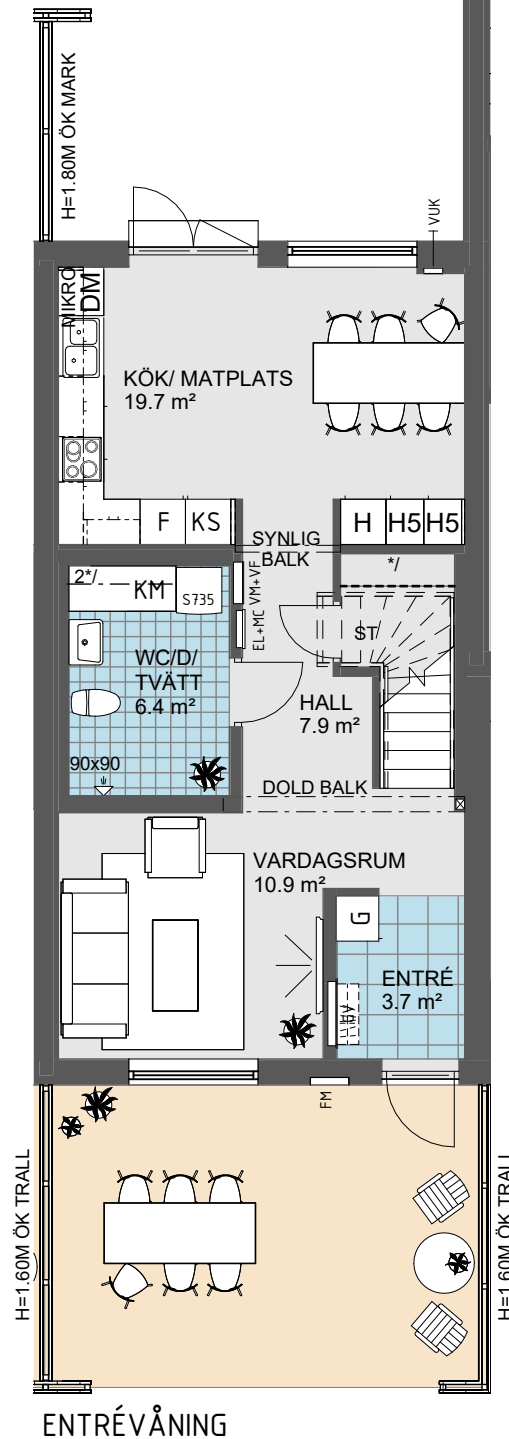 H=1.80M ÖK MARK
VUK
MIKRO
DM
KÖK/ MATPLATS
19.7 m²
F
KS
H
H5
H5
SYNLIG
BALK
*/
2*/
KM
S735
EL+MC
VM+VF
ST
WC/D/
TVÄTT
6.4 m²
HALL
7.9 m²
90x90
DOLD BALK
VARDAGSRUM
10.9 m²
G
ENTRÉ
3.7 m²
FM
H=1.60M ÖK TRALL
H=1.60M ÖK TRALL
ENTRÉVÅNING